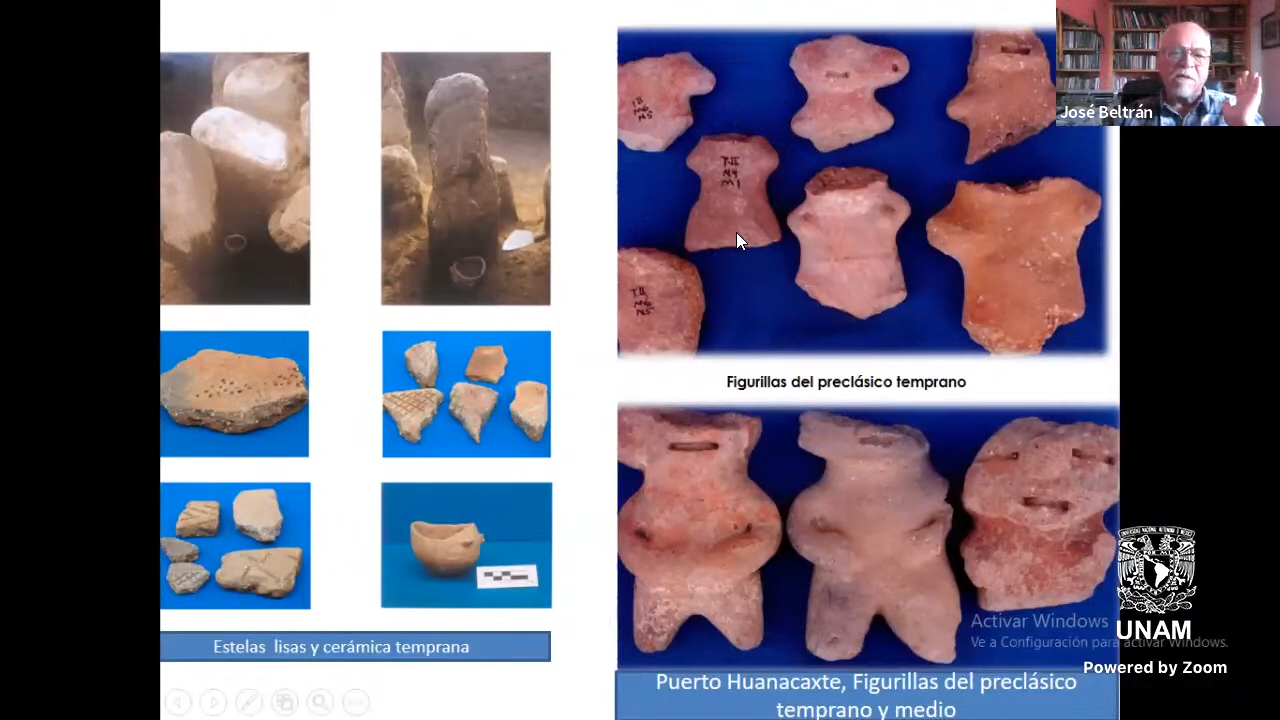 José Beltrán
Figurillas del preclásico temprano
Estelas lisas y cerámica temprana
Puerto Huanacaxte, Figurillas del preclásico
temprano y medio
Activar Windows
Ve a Configuración para activar Windows.
UNAM
Powered by Zoom